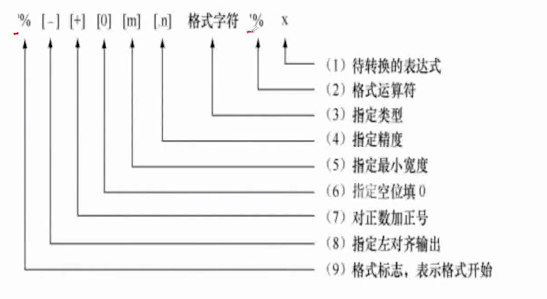 '% [－] [+] [0] [m] [.n] 格式字符 '% x
（1）待转换的表达式
（2）格式运算符
（3）指定类型
（4）指定精度
（5）指定最小宽度
（6）指定空位填 0
（7）对正数加正号
（8）指定左对齐输出
（9）格式标志，表示格式开始